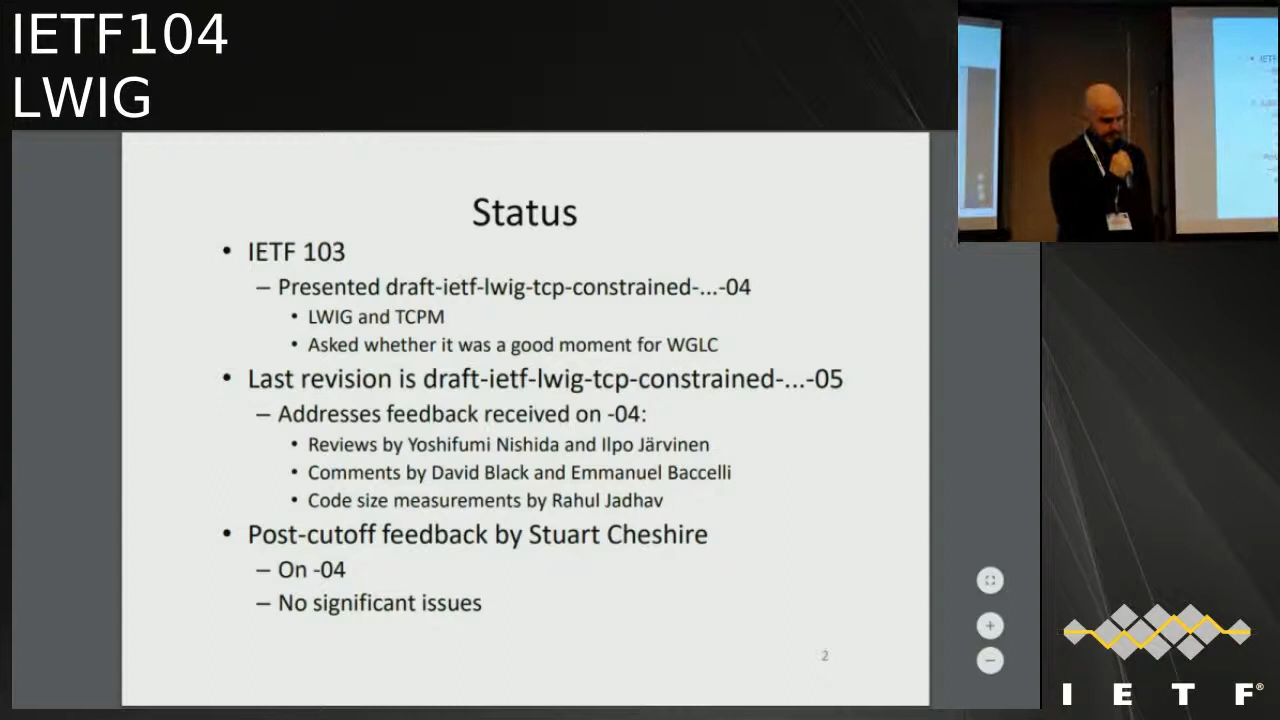 IETF104
LWIG
Status
• IETF 103
– Presented draft-ietf-lwig-tcp-constrained-...-04
• LWIG and TCPM
• Asked whether it was a good moment for WGLC
• Last revision is draft-ietf-lwig-tcp-constrained-...-05
– Addresses feedback received on -04:
• Reviews by Yoshifumi Nishida and Ilpo Järvinen
• Comments by David Black and Emmanuel Baccelli
• Code size measurements by Rahul Jadhav
• Post-cutoff feedback by Stuart Cheshire
– On -04
– No significant issues
2
I E T F®